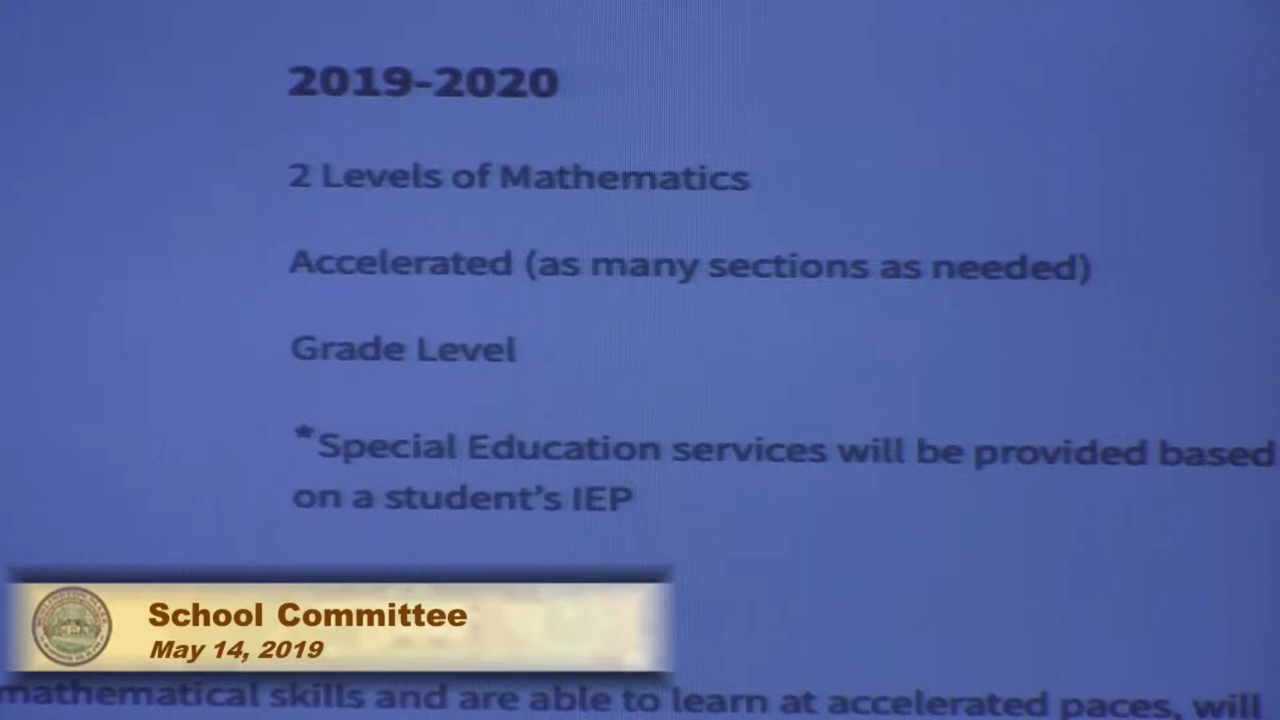 2019-2020
2 Levels of Mathematics
Accelerated (as many sections as needed)
Grade Level
*Special Education services will be provided based
on a student's IEP
School Committee
May 14, 2019
mathematical skills and are able to learn at accelerated paces, will